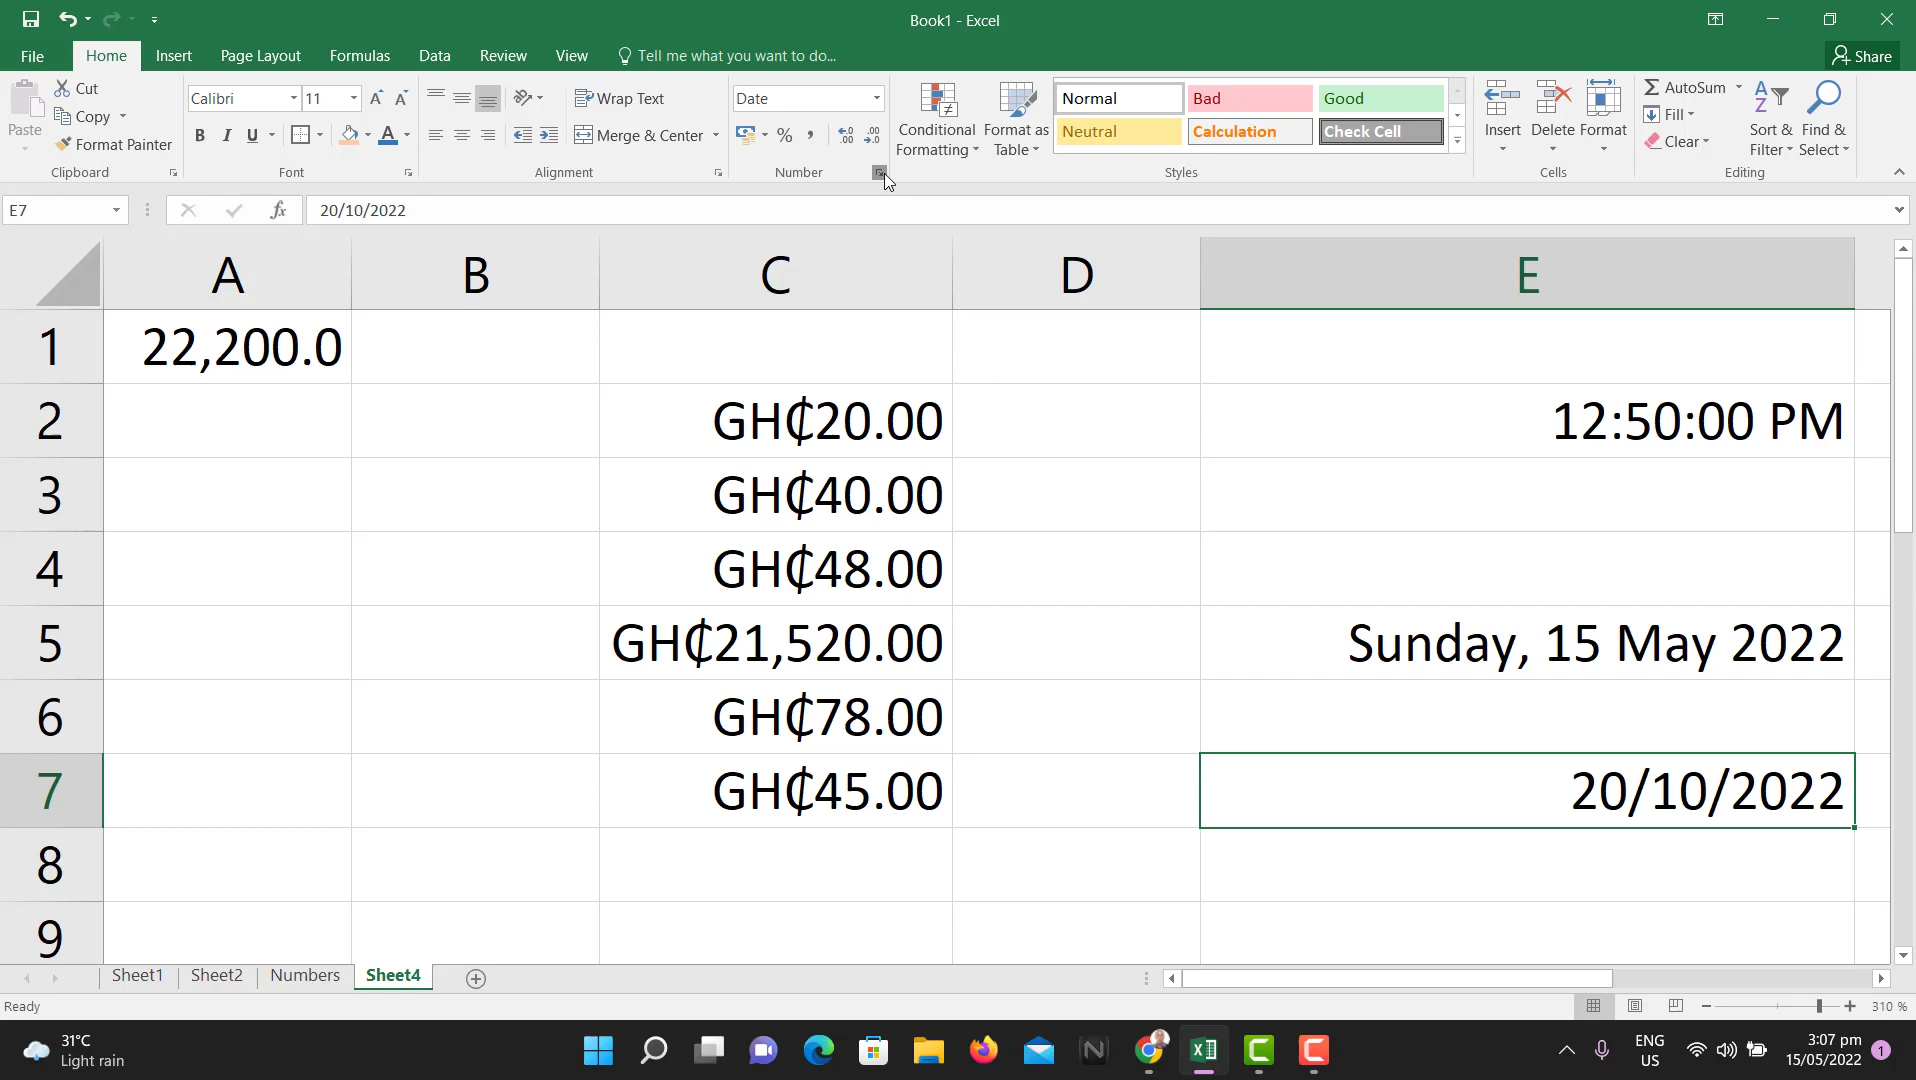 Book1 - Excel
File Home Insert Page Layout Formulas Data Review View Tell me what you want to do... Share
Paste
Cut
Copy
Format Painter
Clipboard
Calibri 11
B I U
Font
Wrap Text
Merge & Center
Alignment
Date
Number
Conditional Formatting
Format as Table
Normal Bad Good
Neutral Calculation Check Cell
Styles
Insert Delete Format
Cells
AutoSum
Fill
Clear
Sort & Filter
Find & Select
Editing
E7 fx 20/10/2022
A B C D E
1 22,200.0
2 GH₵20.00 12:50:00 PM
3 GH₵40.00
4 GH₵48.00
5 GH₵21,520.00 Sunday, 15 May 2022
6 GH₵78.00
7 GH₵45.00 20/10/2022
8
9
Sheet1 Sheet2 Numbers Sheet4
Ready 310 %
31°C
Light rain
ENG
US
3:07 pm
15/05/2022
1